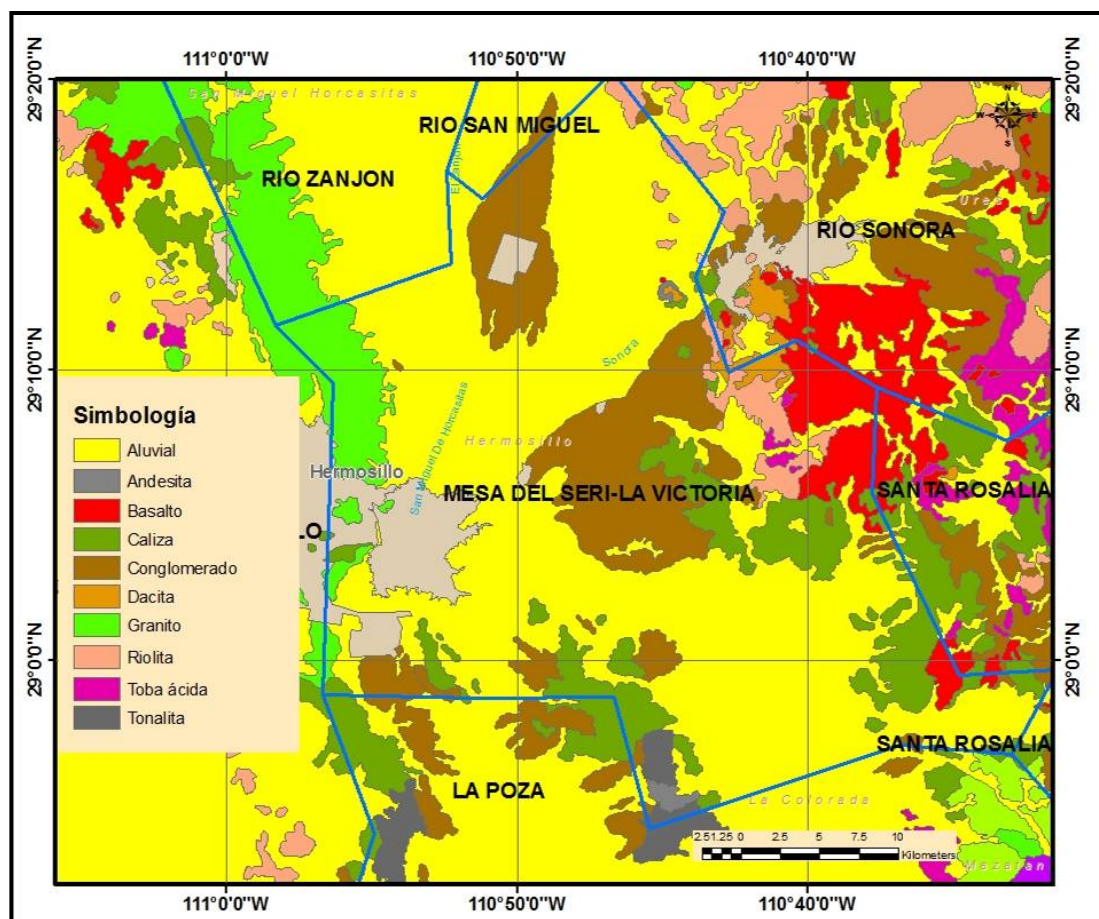 111°0'0"W
110°50'0"W
110°40'0"W
29°20'0"N
29°20'0"N
San Miguel Horcasitas
N
W E
S
RIO SAN MIGUEL
El Zanjon
RIO ZANJON
Ures
RIO SONORA
29°10'0"N
29°10'0"N
Sonora
Simbología
Aluvial
Andesita
Basalto
Caliza
Conglomerado
Dacita
Granito
Riolita
Toba ácida
Tonalita
San Miguel De Horcasitas
Hermosillo
Hermosillo
MESA DEL SERI-LA VICTORIA
SANTA ROSALIA
LO
29°0'0"N
29°0'0"N
SANTA ROSALIA
LA POZA
La Colorada
2.51.25 0 2.5 5 7.5 10
Kilometers
Mazatan
111°0'0"W
110°50'0"W
110°40'0"W